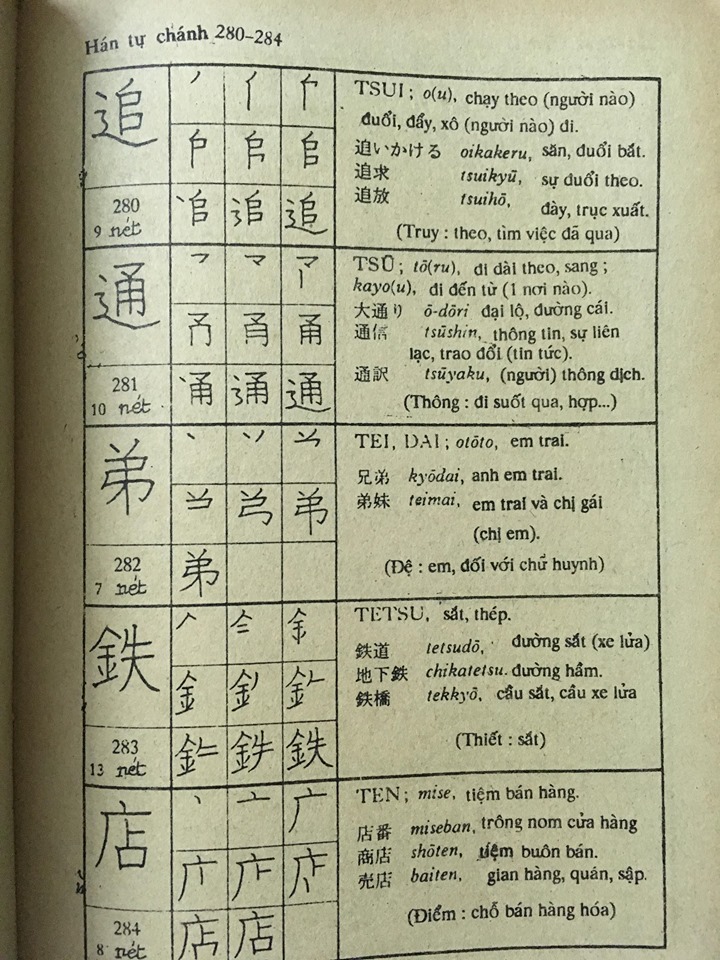 Hán tự chánh 280-284
追
280
9 nét
TSUI; o(u), chạy theo (người nào)
đuổi, đẩy, xô (người nào) đi.
追いかける oikakeru, săn, đuổi bắt.
追求 tsuikyū, sự đuổi theo.
追放 tsuihō, đày, trục xuất.
(Truy : theo, tìm việc đã qua)
通
281
10 nét
TSŪ; tō(ru), đi dài theo, sang ;
kayo(u), đi đến từ (1 nơi nào).
大通り ō-dōri đại lộ, đường cái.
通信 tsūshin, thông tin, sự liên
lạc, trao đổi (tin tức).
通訳 tsūyaku, (người) thông dịch.
(Thông : đi suốt qua, hợp...)
弟
282
7 nét
TEI, DAI; otōto, em trai.
兄弟 kyōdai, anh em trai.
弟妹 teimai, em trai và chị gái
(chị em).
(Đệ : em, đối với chữ huynh)
鉄
283
13 nét
TETSU, sắt, thép.
鉄道 tetsudō, đường sắt (xe lửa)
地下鉄 chikatetsu. đường hầm.
鉄橋 tekkyō, cầu sắt, cầu xe lửa
(Thiết : sắt)
店
284
8 nét
TEN; mise, tiệm bán hàng.
店番 miseban, trông nom cửa hàng
商店 shōten, tiệm buôn bán.
売店 baiten, gian hàng, quán, sập.
(Điểm : chỗ bán hàng hóa)